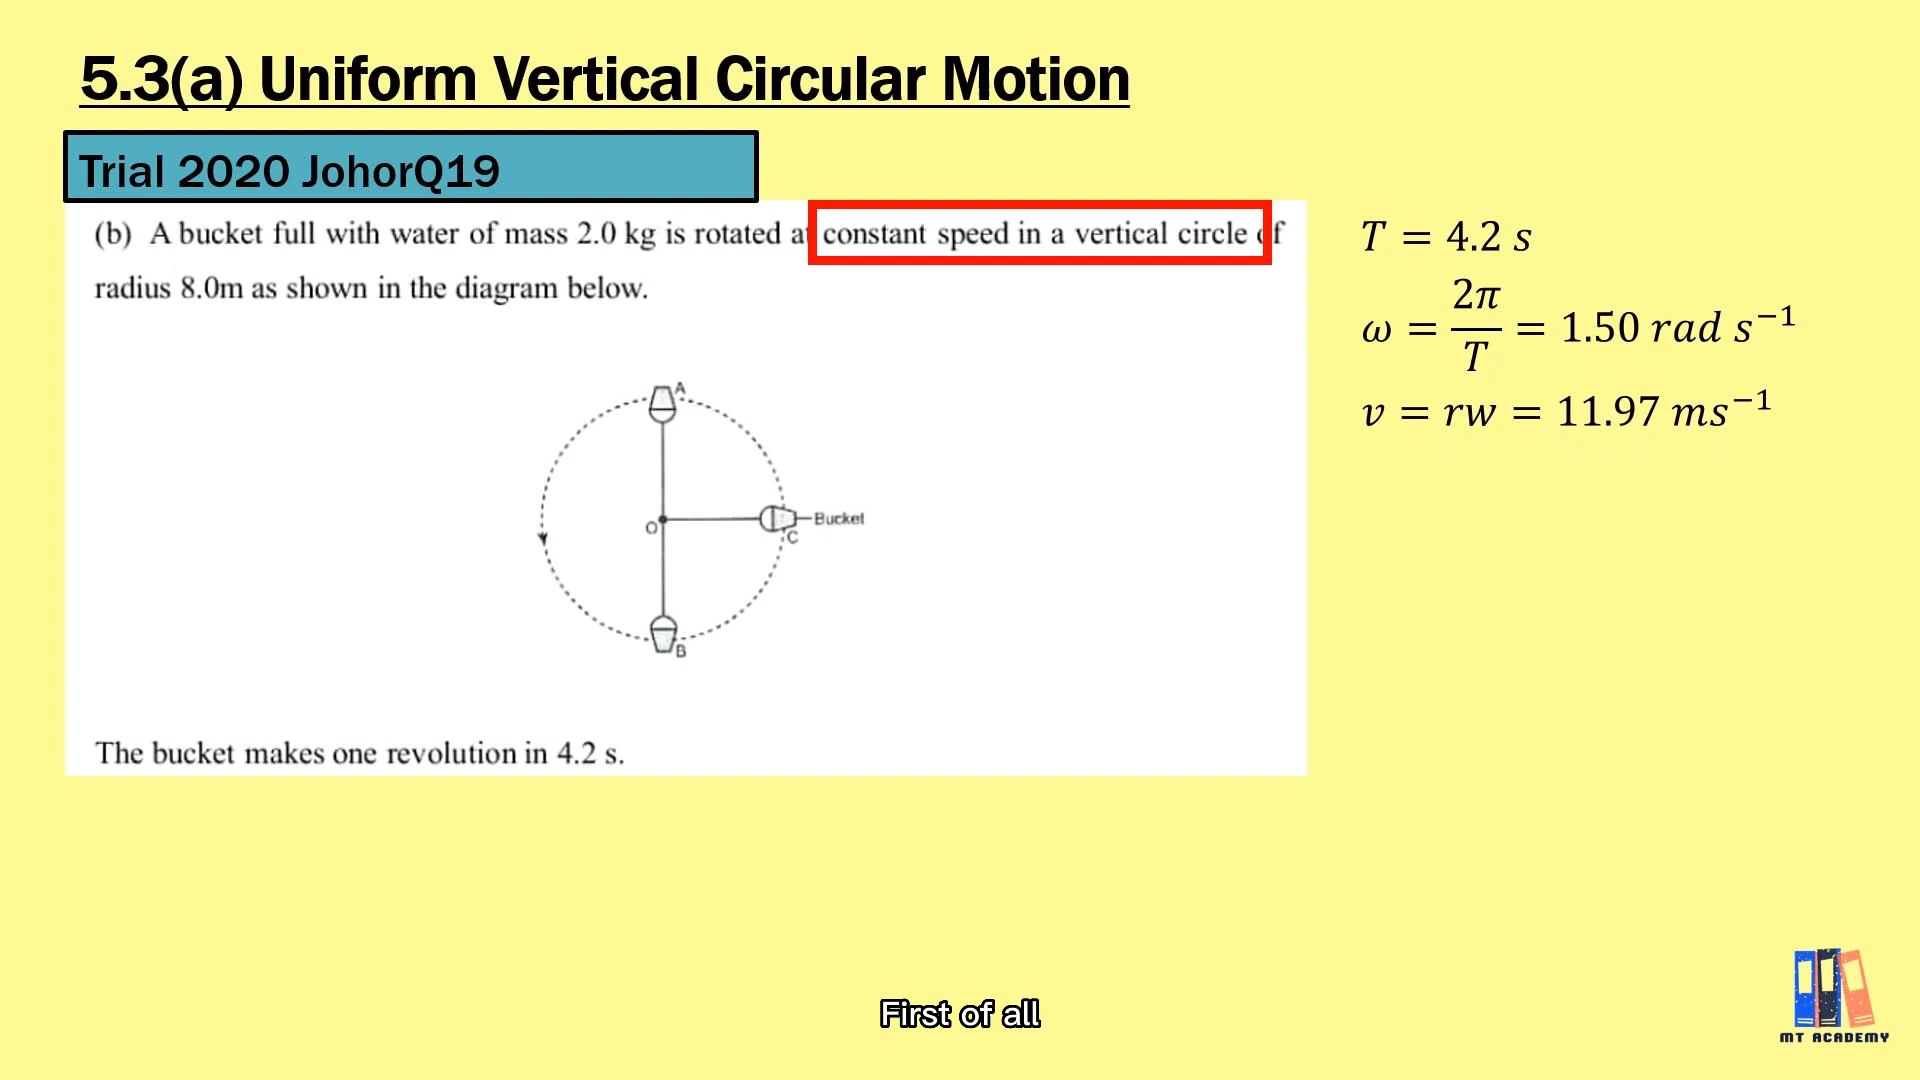 5.3(a) Uniform Vertical Circular Motion
Trial 2020 JohorQ19
(b) A bucket full with water of mass 2.0 kg is rotated at constant speed in a vertical circle of
radius 8.0m as shown in the diagram below.
A
O
Bucket
C
B
The bucket makes one revolution in 4.2 s.
T = 4.2 s
ω = 2π/T = 1.50 rad s⁻¹
v = rw = 11.97 ms⁻¹
First of all
MT ACADEMY